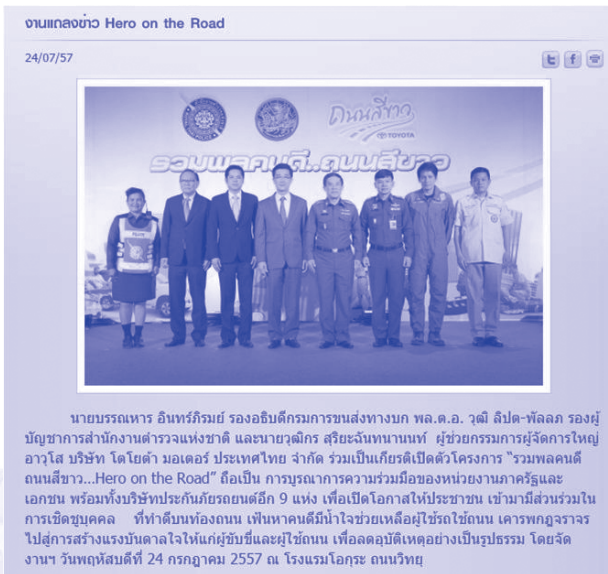 งานแถลงข่าว Hero on the Road
24/07/57
ถนนสีขาว
TOYOTA
รวมพลคนดี..ถนนสีขาว
นายบรรณหาร อินทร์ภิรมย์ รองอธิบดีกรมการขนส่งทางบก พล.ต.อ. วุฒิ ลิปต-พัลลภ รองผู้
บัญชาการสำนักงานตำรวจแห่งชาติ และนายวุฒิกร สุริยะฉันทนานนท์ ผู้ช่วยกรรมการผู้จัดการใหญ่
อาวุโส บริษัท โตโยต้า มอเตอร์ ประเทศไทย จำกัด ร่วมเป็นเกียรติเปิดตัวโครงการ "รวมพลคนดี
ถนนสีขาว...Hero on the Road" ถือเป็น การบูรณาการความร่วมมือของหน่วยงานภาครัฐและ
เอกชน พร้อมทั้งบริษัทประกันภัยรถยนต์อีก 9 แห่ง เพื่อเปิดโอกาสให้ประชาชน เข้ามามีส่วนร่วมใน
การเชิดชูบุคคล ที่ทำดีบนท้องถนน เฟ้นหาคนดีมีน้ำใจช่วยเหลือผู้ใช้รถใช้ถนน เคารพกฎจราจร
ไปสู่การสร้างแรงบันดาลใจให้แก่ผู้ขับขี่และผู้ใช้ถนน เพื่อลดอุบัติเหตุอย่างเป็นรูปธรรม โดยจัด
งานฯ วันพฤหัสบดีที่ 24 กรกฎาคม 2557 ณ โรงแรมโอกุระ ถนนวิทยุ